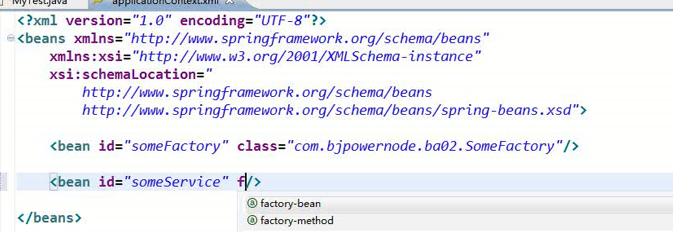 MyTest.java applicationContext.xml
<?xml version="1.0" encoding="UTF-8"?>
<beans xmlns="http://www.springframework.org/schema/beans"
xmlns:xsi="http://www.w3.org/2001/XMLSchema-instance"
xsi:schemaLocation="
http://www.springframework.org/schema/beans
http://www.springframework.org/schema/beans/spring-beans.xsd">
<bean id="someFactory" class="com.bjpowernode.ba02.SomeFactory"/>
<bean id="someService" f/>
factory-bean
factory-method
</beans>